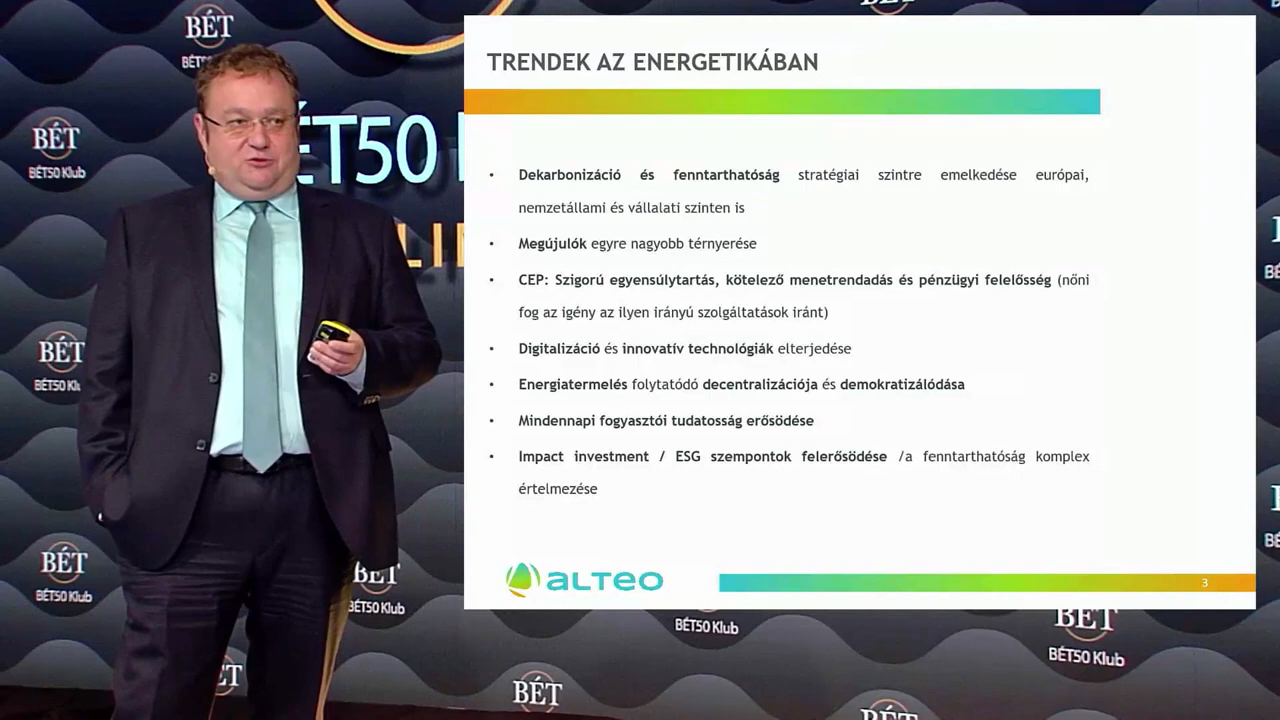 BÉT
BÉT
BÉT50 Klub
ÉT50
LI
BÉT
BÉT
BÉT50 Klub
BÉT
BÉT50 Klub
BÉT
BÉT50 Klub
BÉT
BÉT50 Klub
BÉT
TRENDEK AZ ENERGETIKÁBAN
• Dekarbonizáció és fenntarthatóság stratégiai szintre emelkedése európai,
nemzetállami és vállalati szinten is
• Megújulók egyre nagyobb térnyerése
• CEP: Szigorú egyensúlytartás, kötelező menetrendadás és pénzügyi felelősség (nőni
fog az igény az ilyen irányú szolgáltatások iránt)
• Digitalizáció és innovatív technológiák elterjedése
• Energiatermelés folytatódó decentralizációja és demokratizálódása
• Mindennapi fogyasztói tudatosság erősödése
• Impact investment / ESG szempontok felerősödése /a fenntarthatóság komplex
értelmezése
ALTEO
3
BÉT50 Klub